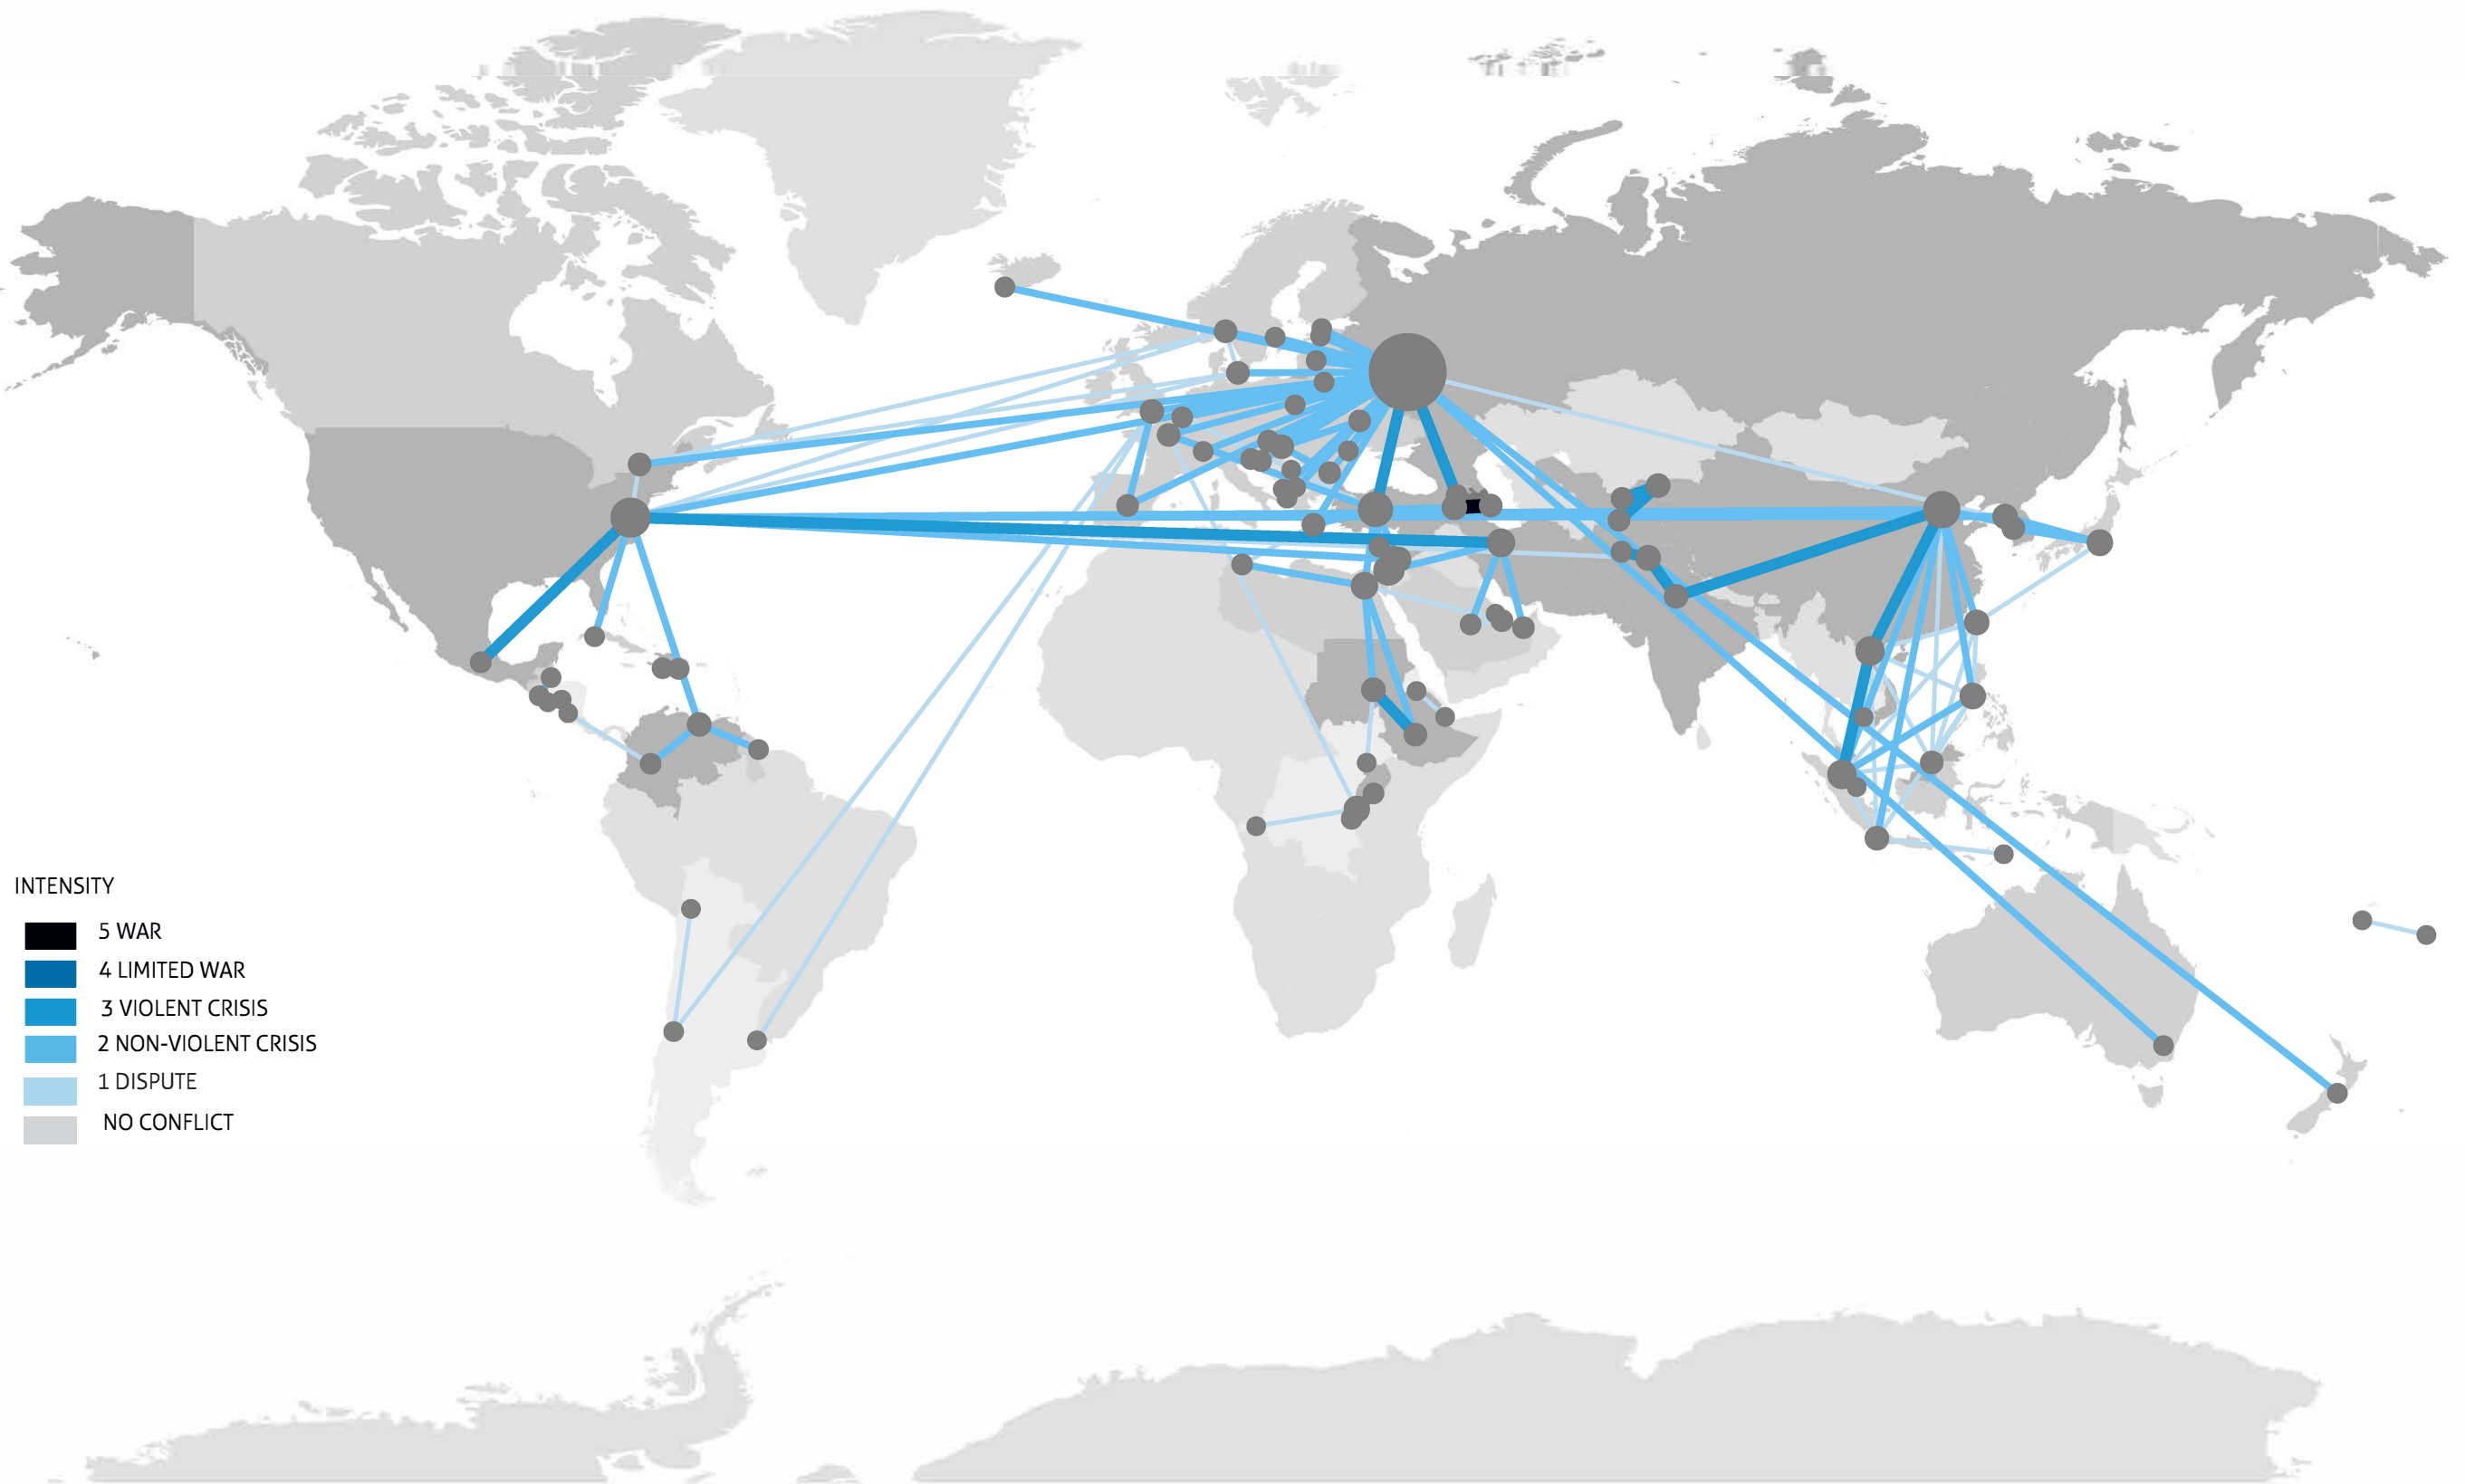 INTENSITY
5 WAR
4 LIMITED WAR
3 VIOLENT CRISIS
2 NON-VIOLENT CRISIS
1 DISPUTE
NO CONFLICT